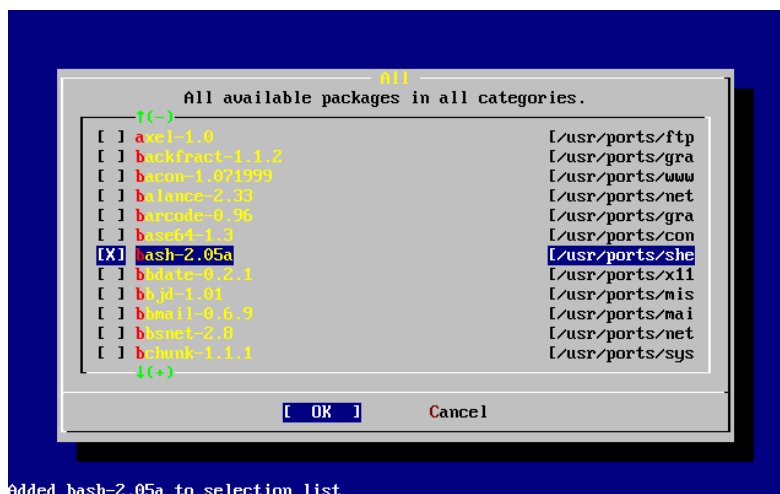 All
All available packages in all categories.
↑(-)
[ ] axel-1.0 [/usr/ports/ftp
[ ] backfract-1.1.2 [/usr/ports/gra
[ ] bacon-1.071999 [/usr/ports/www
[ ] balance-2.33 [/usr/ports/net
[ ] barcode-0.96 [/usr/ports/gra
[ ] base64-1.3 [/usr/ports/con
[X] bash-2.05a [/usr/ports/she
[ ] bbdate-0.2.1 [/usr/ports/x11
[ ] bbjd-1.01 [/usr/ports/mis
[ ] bbmail-0.6.9 [/usr/ports/mai
[ ] bbsnet-2.8 [/usr/ports/net
[ ] bchunk-1.1.1 [/usr/ports/sys
↓(+)
[ OK ] Cancel
Added bash-2.05a to selection list